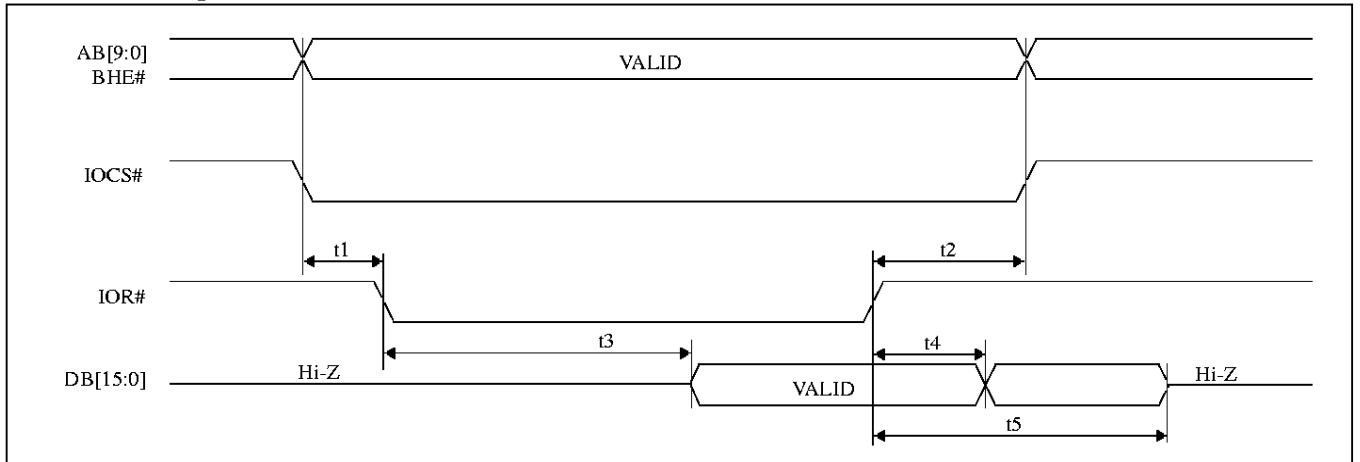 AB[9:0]
BHE#
VALID
IOCS#
t1
t2
IOR#
t3
t4
DB[15:0]
Hi-Z
VALID
Hi-Z
t5